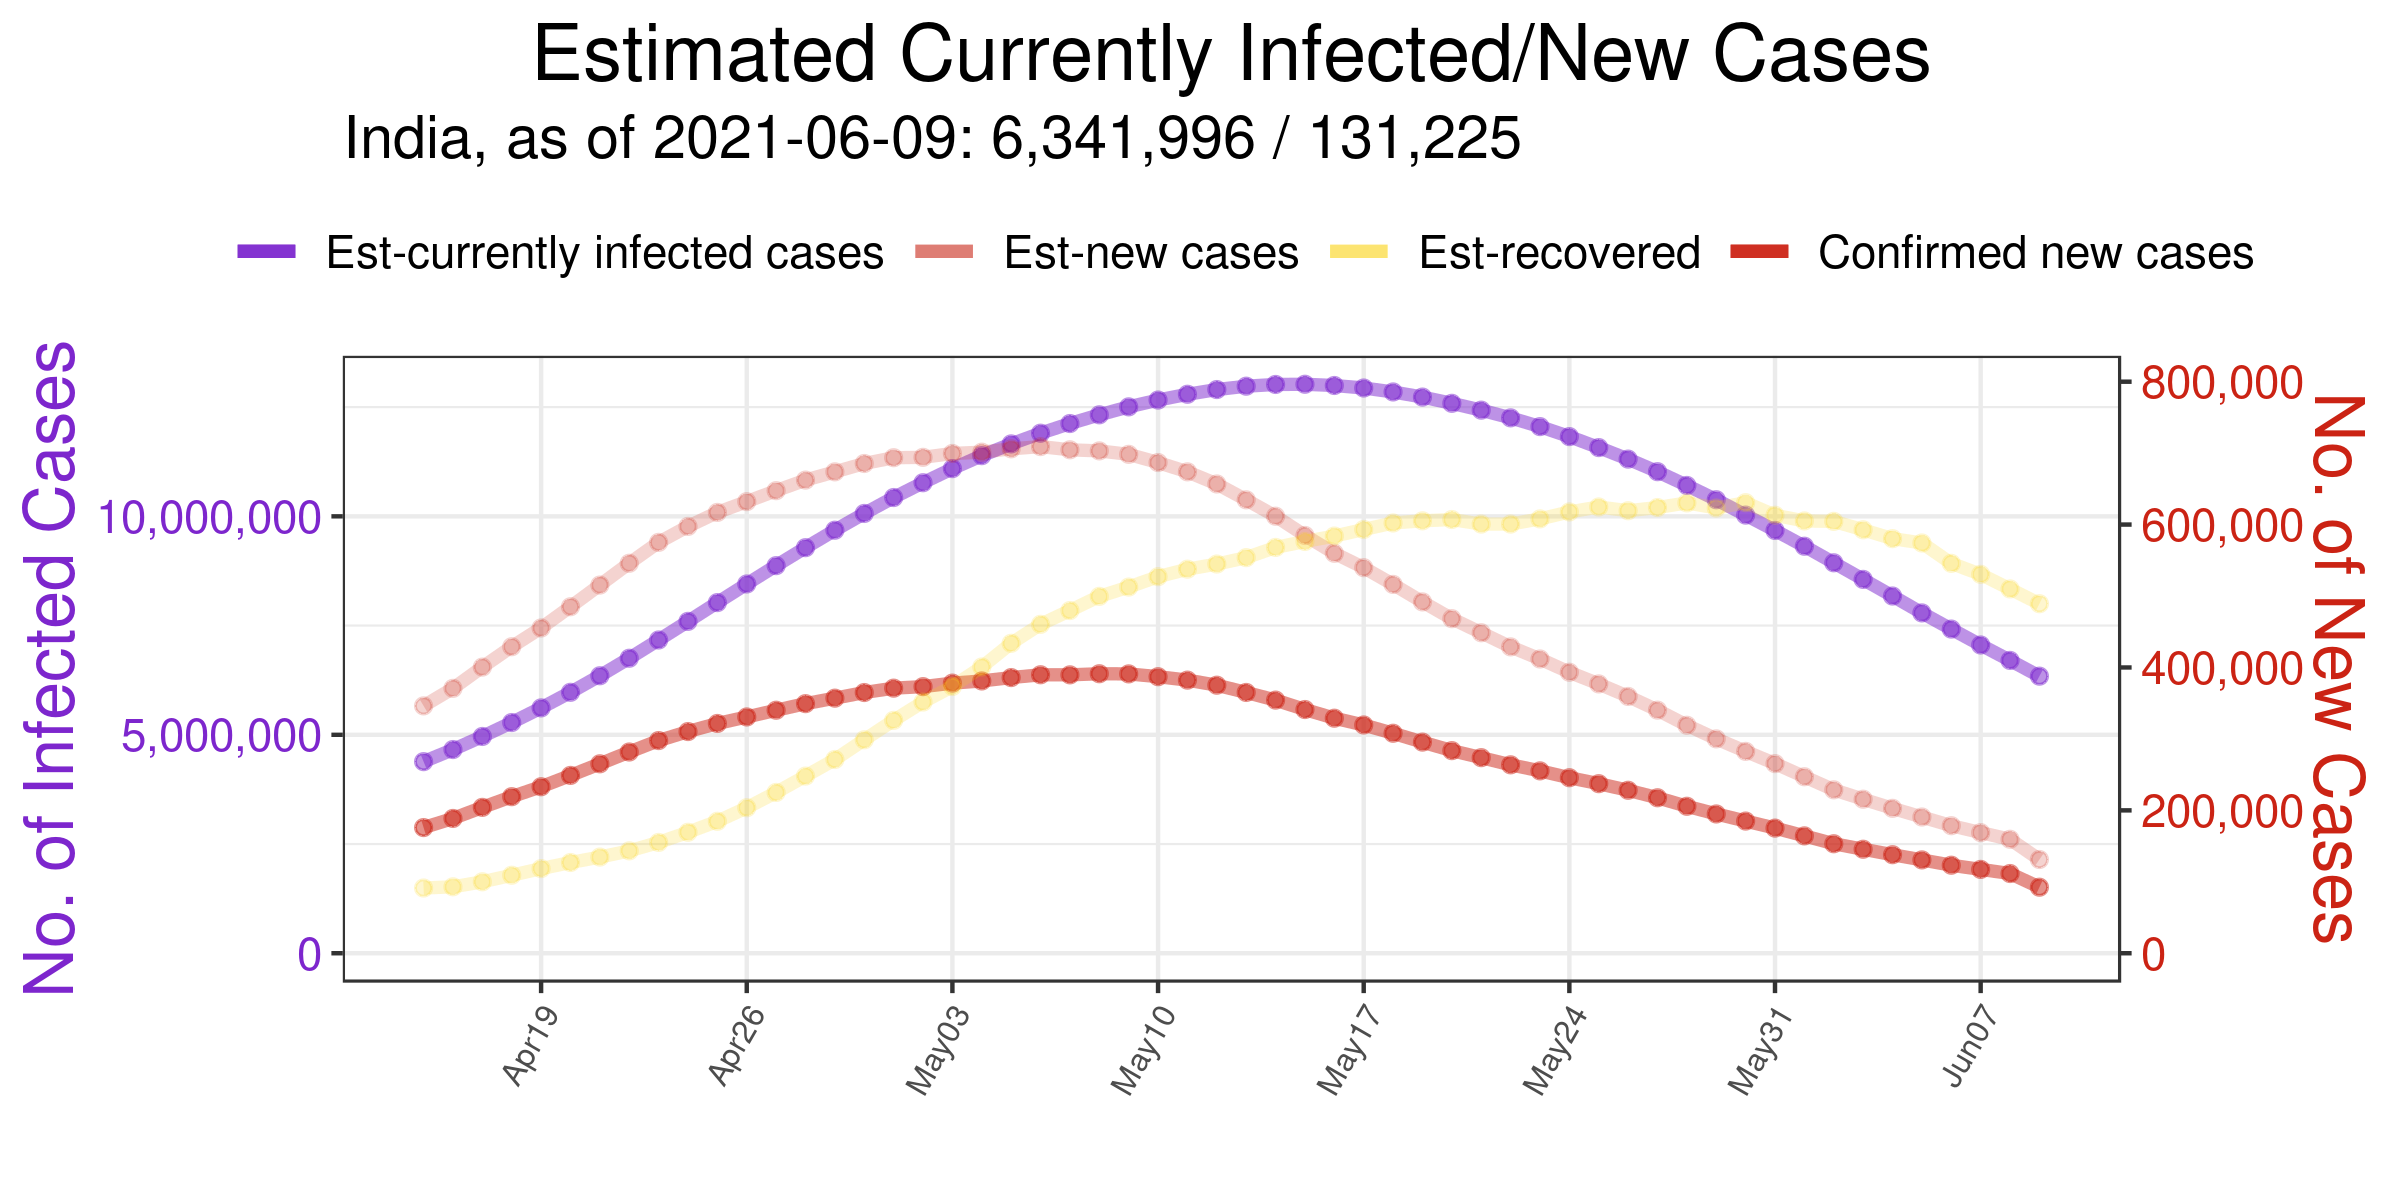 Estimated Currently Infected/New Cases
India, as of 2021-06-09: 6,341,996 / 131,225
Est-currently infected cases Est-new cases Est-recovered Confirmed new cases
No. of Infected Cases
10,000,000
5,000,000
0
800,000
600,000
400,000
200,000
0
No. of New Cases
Apr19 Apr26 May03 May10 May17 May24 May31 Jun07